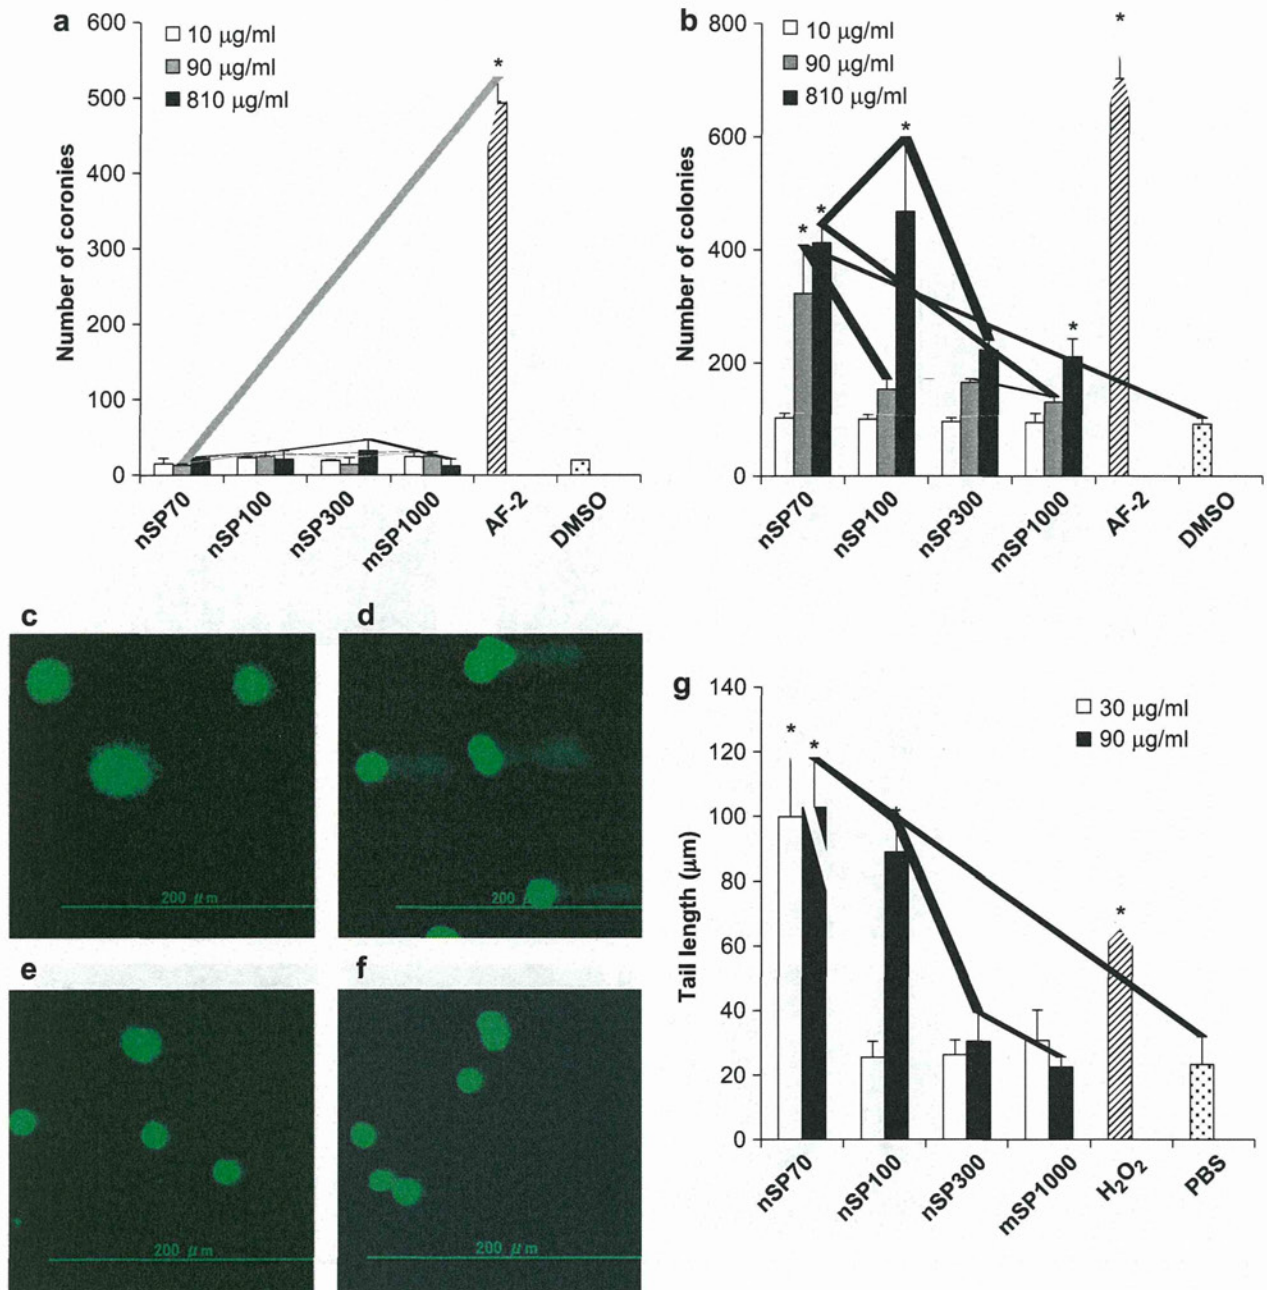 a
600
500
400
300
200
100
0
Number of coronies
10 μg/ml
90 μg/ml
810 μg/ml
*
nSP70
nSP100
nSP300
mSP1000
AF-2
DMSO
b
800
600
400
200
0
Number of colonies
10 μg/ml
90 μg/ml
810 μg/ml
*
*
*
*
*
nSP70
nSP100
nSP300
mSP1000
AF-2
DMSO
c
200 μm
d
200 μm
e
200 μm
f
200 μm
g
140
120
100
80
60
40
20
0
Tail length (μm)
30 μg/ml
90 μg/ml
*
*
*
*
nSP70
nSP100
nSP300
mSP1000
H₂O₂
PBS